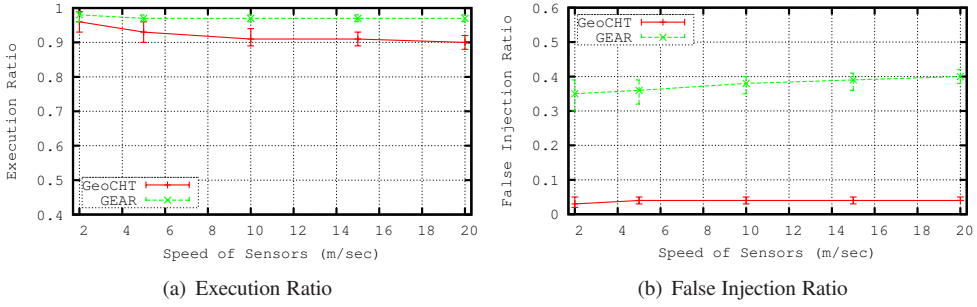 1
0.9
0.8
0.7
0.6
0.5
0.4
Execution Ratio
GeoCHT
GEAR
2 4 6 8 10 12 14 16 18 20
Speed of Sensors (m/sec)
(a) Execution Ratio
0.6
0.5
0.4
0.3
0.2
0.1
0
False Injection Ratio
GeoCHT
GEAR
2 4 6 8 10 12 14 16 18 20
Speed of Sensors (m/sec)
(b) False Injection Ratio